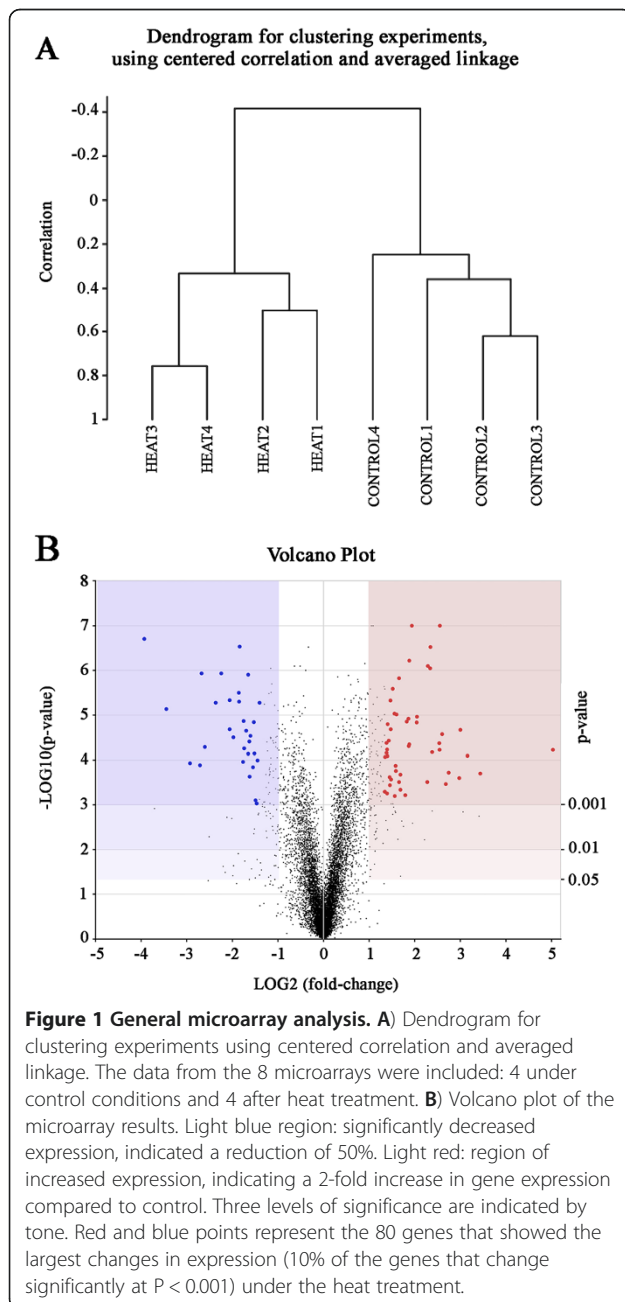 A
Dendrogram for clustering experiments,
using centered correlation and averaged linkage
Correlation
-0.4
-0.2
0
0.2
0.4
0.6
0.8
1
HEAT3
HEAT4
HEAT2
HEAT1
CONTROL4
CONTROL1
CONTROL2
CONTROL3
B
Volcano Plot
-LOG10(p-value)
8
7
6
5
4
3
2
1
0
p-value
0.001
0.01
0.05
-5 -4 -3 -2 -1 0 1 2 3 4 5
LOG2 (fold-change)
Figure 1 General microarray analysis. A) Dendrogram for
clustering experiments using centered correlation and averaged
linkage. The data from the 8 microarrays were included: 4 under
control conditions and 4 after heat treatment. B) Volcano plot of the
microarray results. Light blue region: significantly decreased
expression, indicated a reduction of 50%. Light red: region of
increased expression, indicating a 2-fold increase in gene expression
compared to control. Three levels of significance are indicated by
tone. Red and blue points represent the 80 genes that showed the
largest changes in expression (10% of the genes that change
significantly at P < 0.001) under the heat treatment.